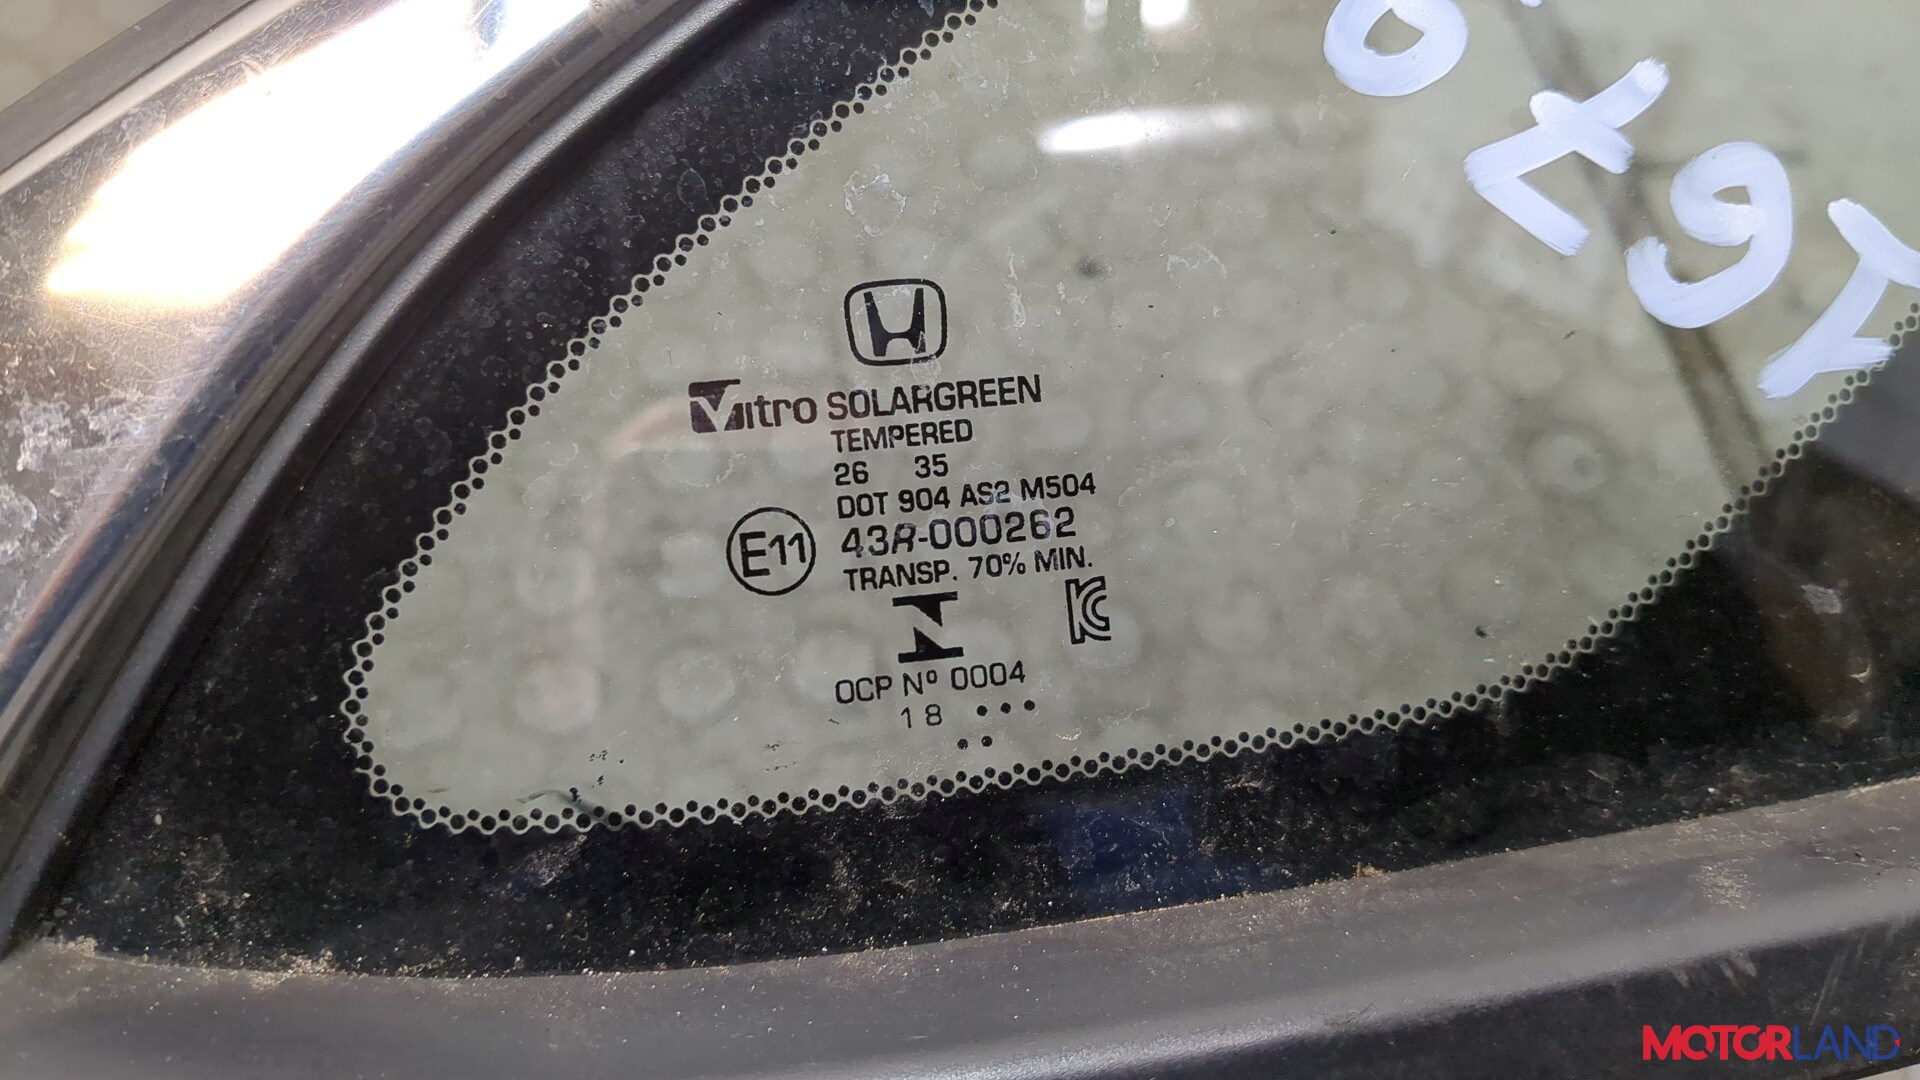 Vitro SOLARGREEN
TEMPERED
26 35
DOT 904 AS2 M504
E11 43R-000262
TRANSP. 70% MIN.
KC
OCP Nº 0004
18
MOTORLAND